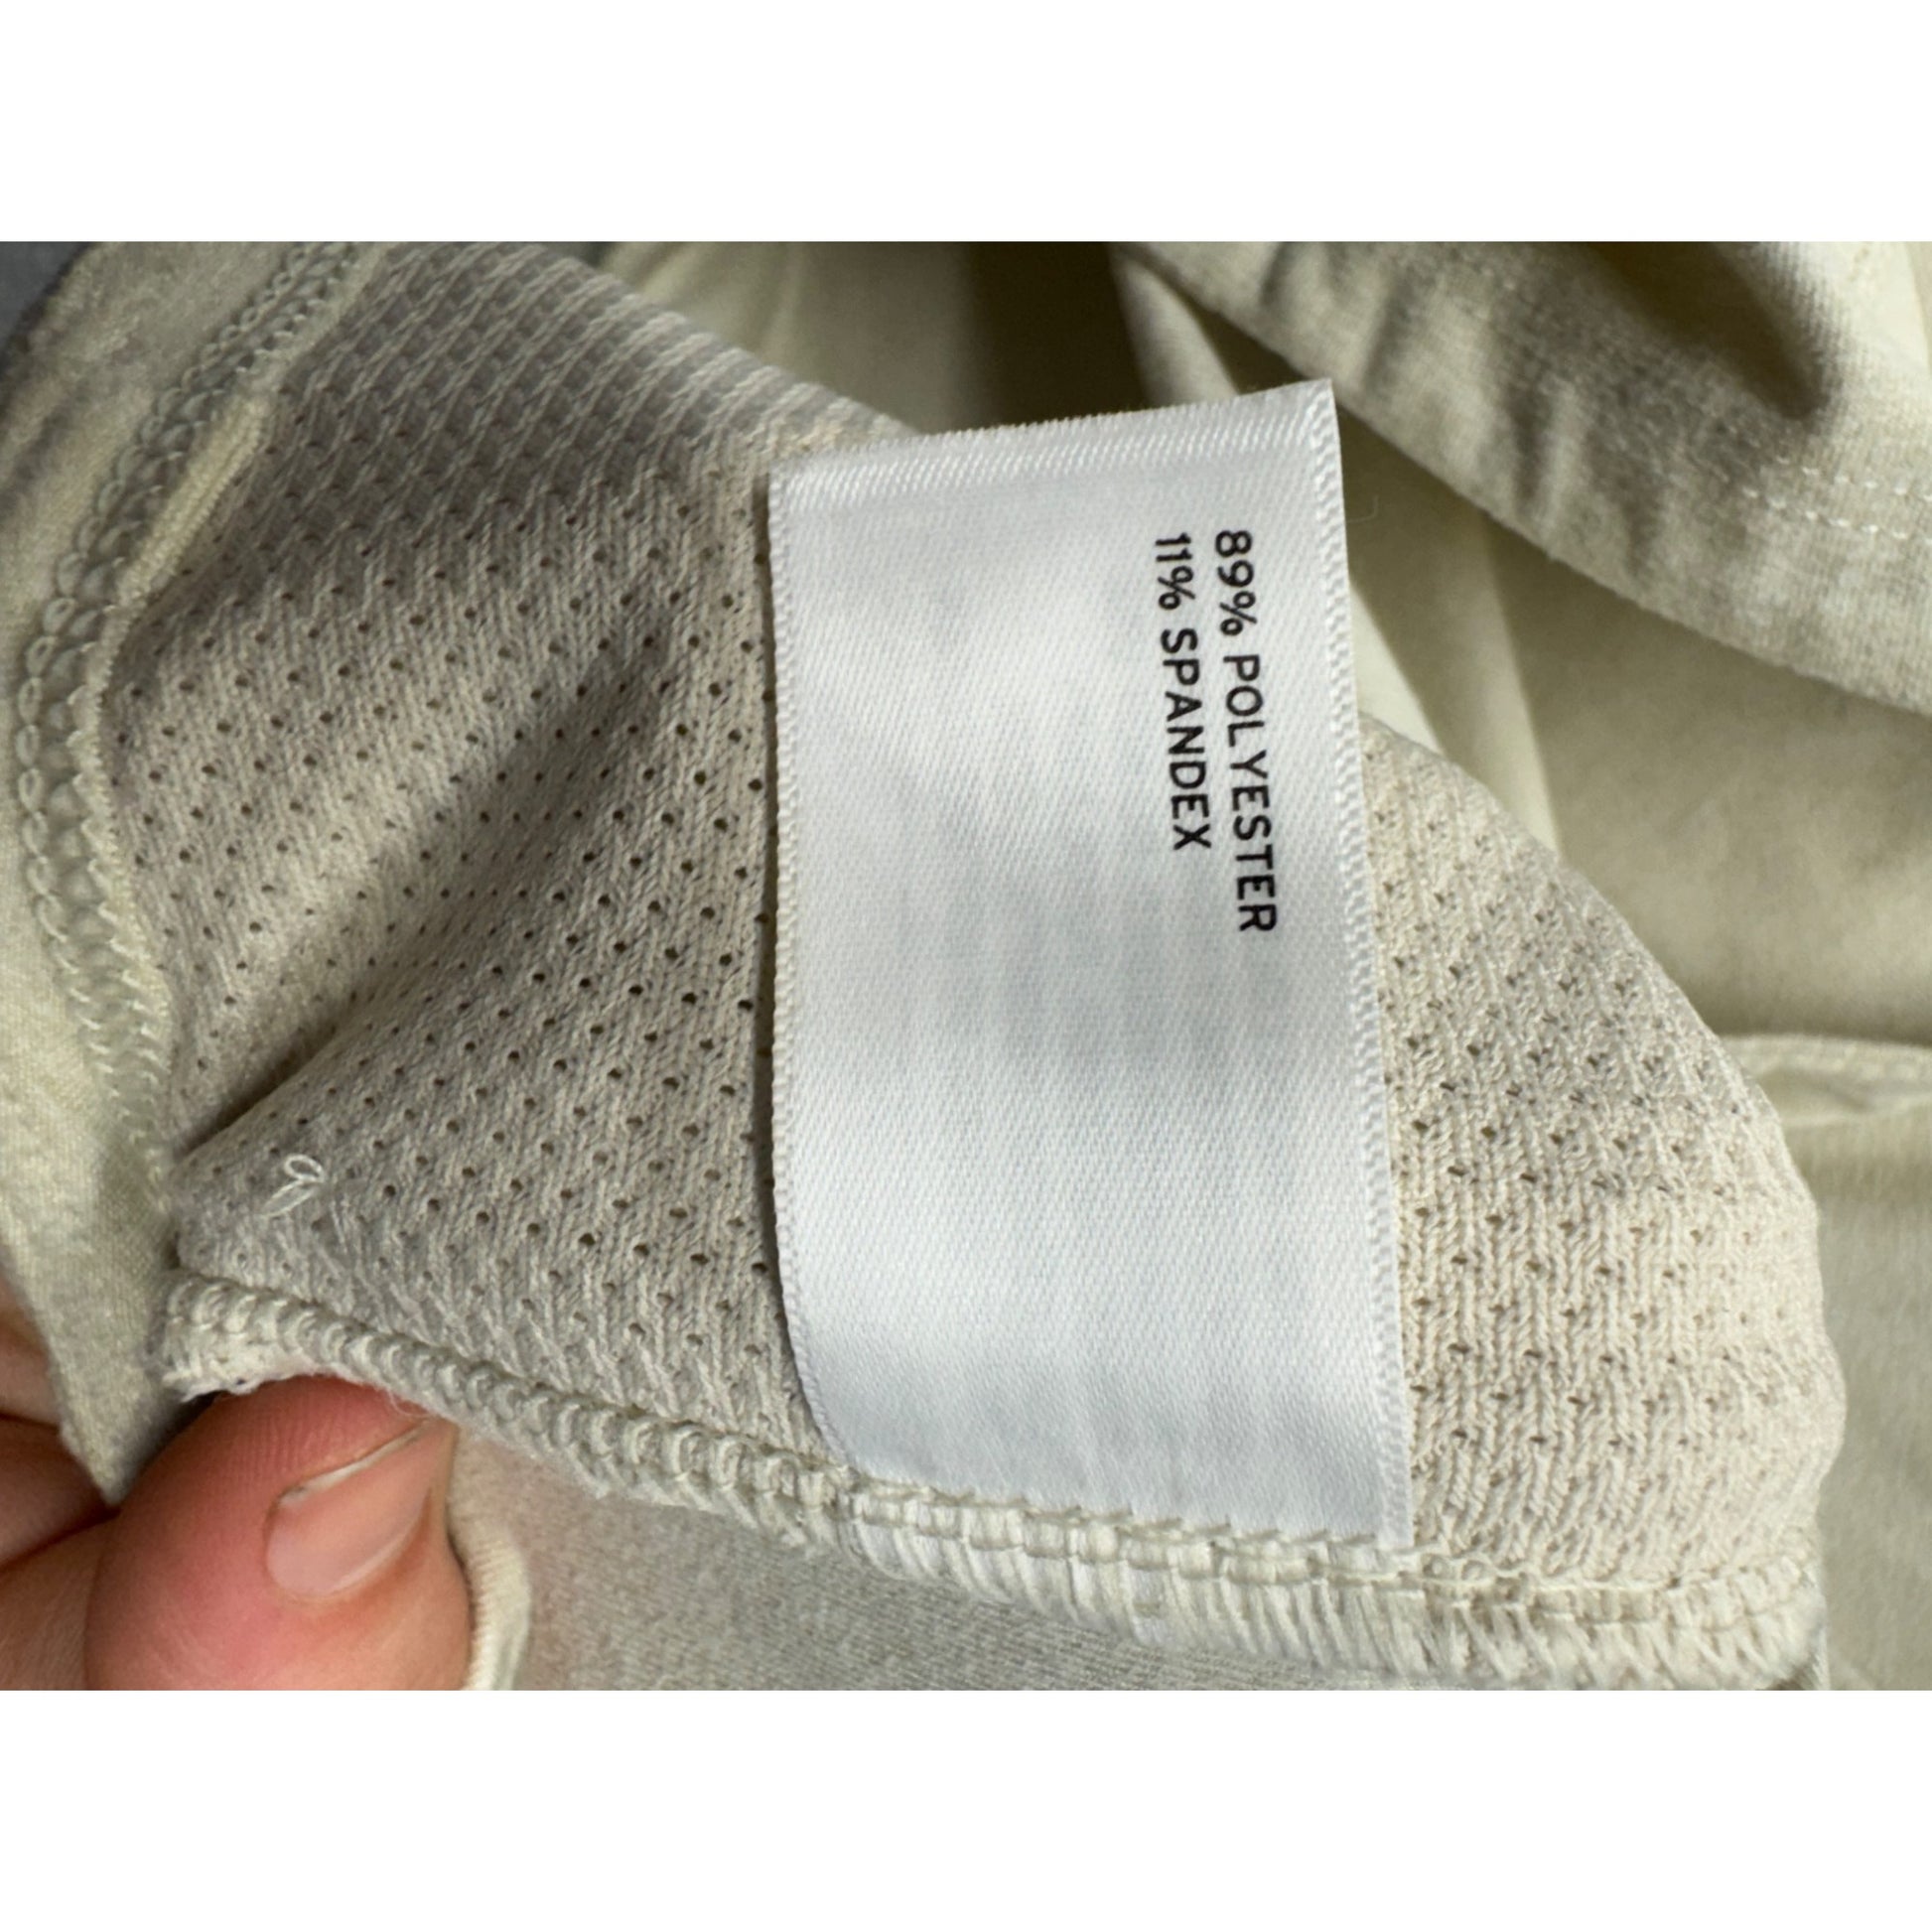 89% POLYESTER
11% SPANDEX